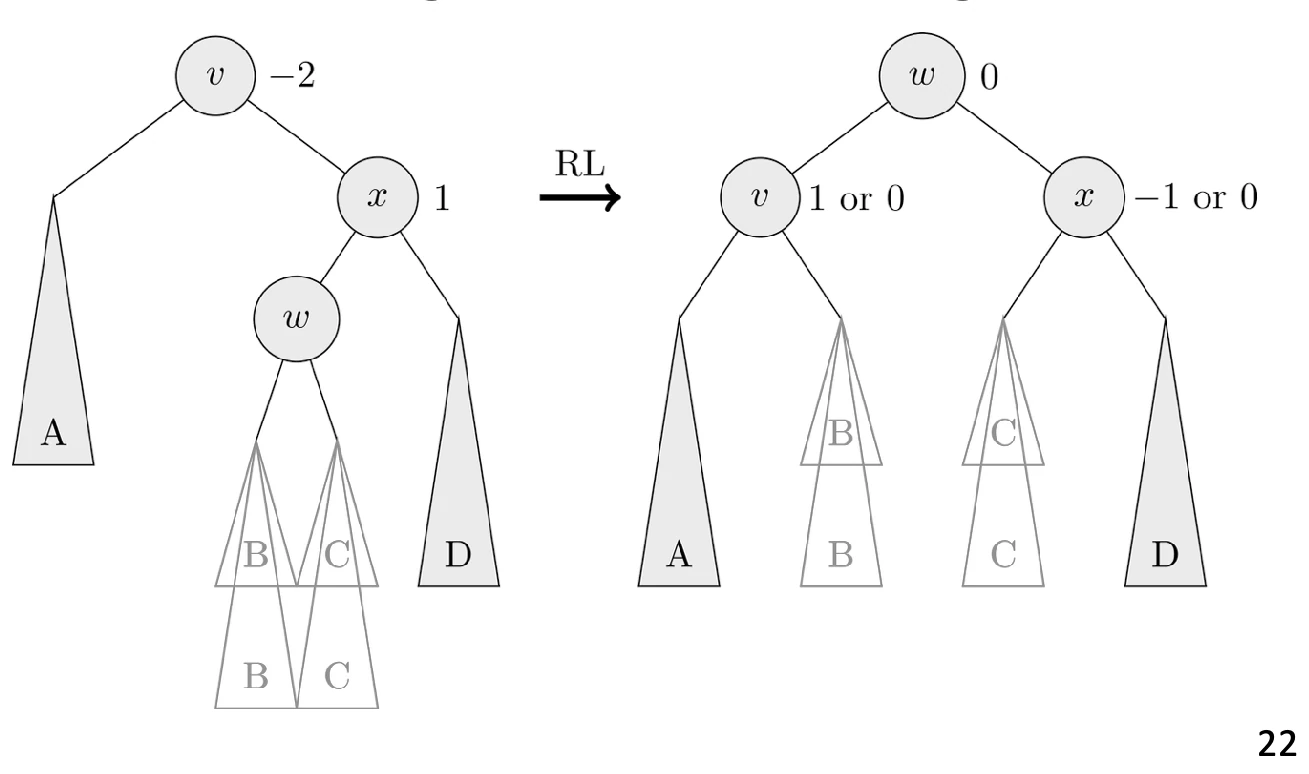 v −2 w 0
RL
x 1 v 1 or 0 x −1 or 0
w
A B C
B C D A B C D
B C
22